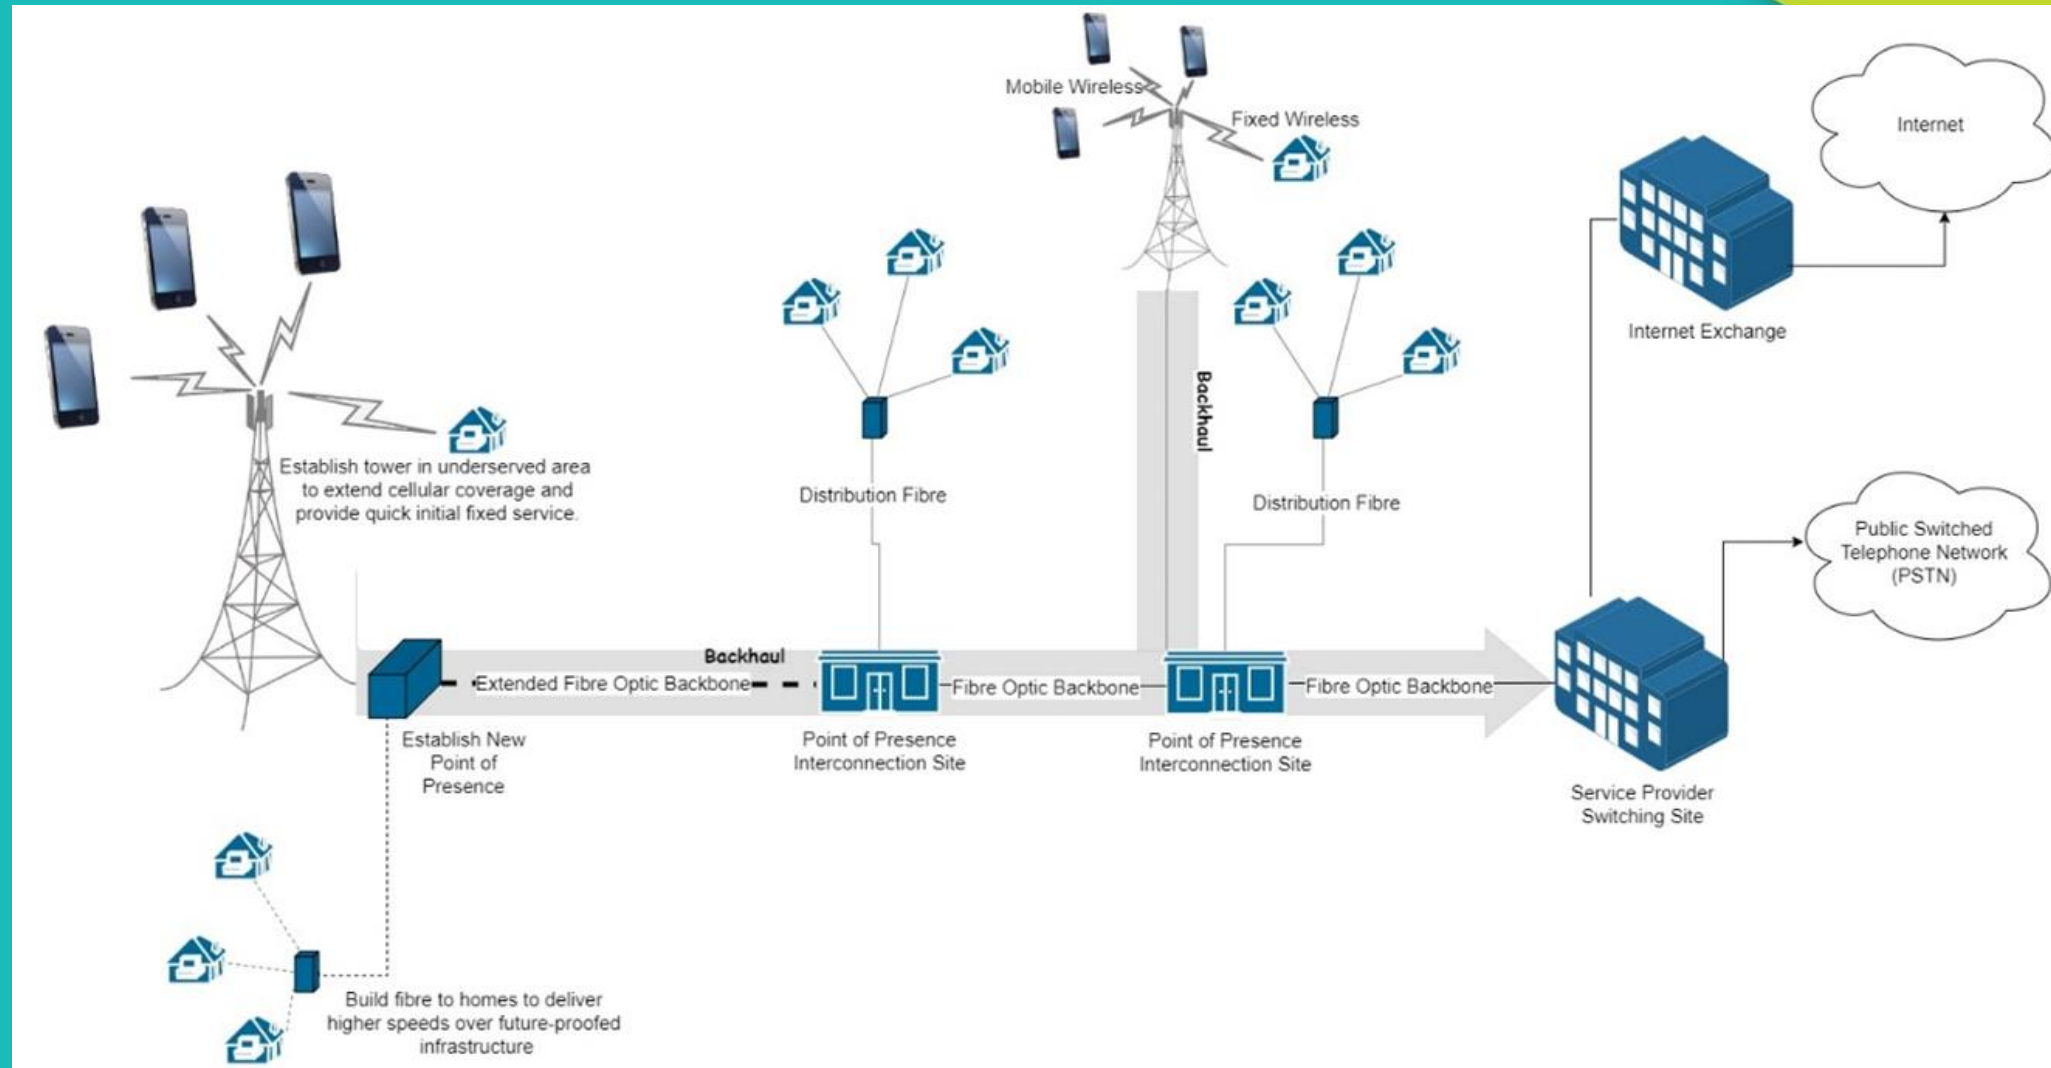 Mobile Wireless
Fixed Wireless
Internet
Internet Exchange
Backhaul
Establish tower in underserved area
to extend cellular coverage and
provide quick initial fixed service.
Distribution Fibre
Distribution Fibre
Public Switched
Telephone Network
(PSTN)
Backhaul
Extended Fibre Optic Backbone
Fibre Optic Backbone
Fibre Optic Backbone
Establish New
Point of
Presence
Point of Presence
Interconnection Site
Point of Presence
Interconnection Site
Service Provider
Switching Site
Build fibre to homes to deliver
higher speeds over future-proofed
infrastructure